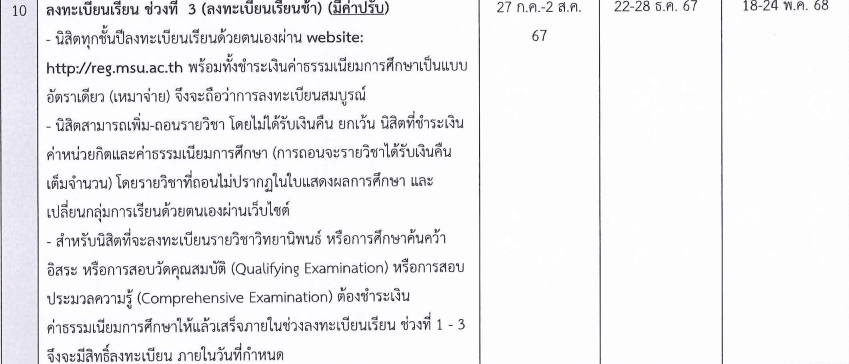 10 ลงทะเบียนเรียน ช่วงที่ 3 (ลงทะเบียนเรียนช้า) (มีค่าปรับ) 27 ก.ค.-2 ส.ค. 67 22-28 ธ.ค. 67 18-24 พ.ค. 68
- นิสิตทุกชั้นปีลงทะเบียนเรียนด้วยตนเองผ่าน website:
http://reg.msu.ac.th พร้อมทั้งชำระเงินค่าธรรมเนียมการศึกษาเป็นแบบ
อัตราเดียว (เหมาจ่าย) จึงจะถือว่าการลงทะเบียนสมบูรณ์
- นิสิตสามารถเพิ่ม-ถอนรายวิชา โดยไม่ได้รับเงินคืน ยกเว้น นิสิตที่ชำระเงิน
ค่าหน่วยกิตและค่าธรรมเนียมการศึกษา (การถอนจะรายวิชาได้รับเงินคืน
เต็มจำนวน) โดยรายวิชาที่ถอนไม่ปรากฏในใบแสดงผลการศึกษา และ
เปลี่ยนกลุ่มการเรียนด้วยตนเองผ่านเว็บไซต์
- สำหรับนิสิตที่จะลงทะเบียนรายวิชาวิทยานิพนธ์ หรือการศึกษาค้นคว้า
อิสระ หรือการสอบวัดคุณสมบัติ (Qualifying Examination) หรือการสอบ
ประมวลความรู้ (Comprehensive Examination) ต้องชำระเงิน
ค่าธรรมเนียมการศึกษาให้แล้วเสร็จภายในช่วงลงทะเบียนเรียน ช่วงที่ 1 - 3
จึงจะมีสิทธิ์ลงทะเบียน ภายในวันที่กำหนด